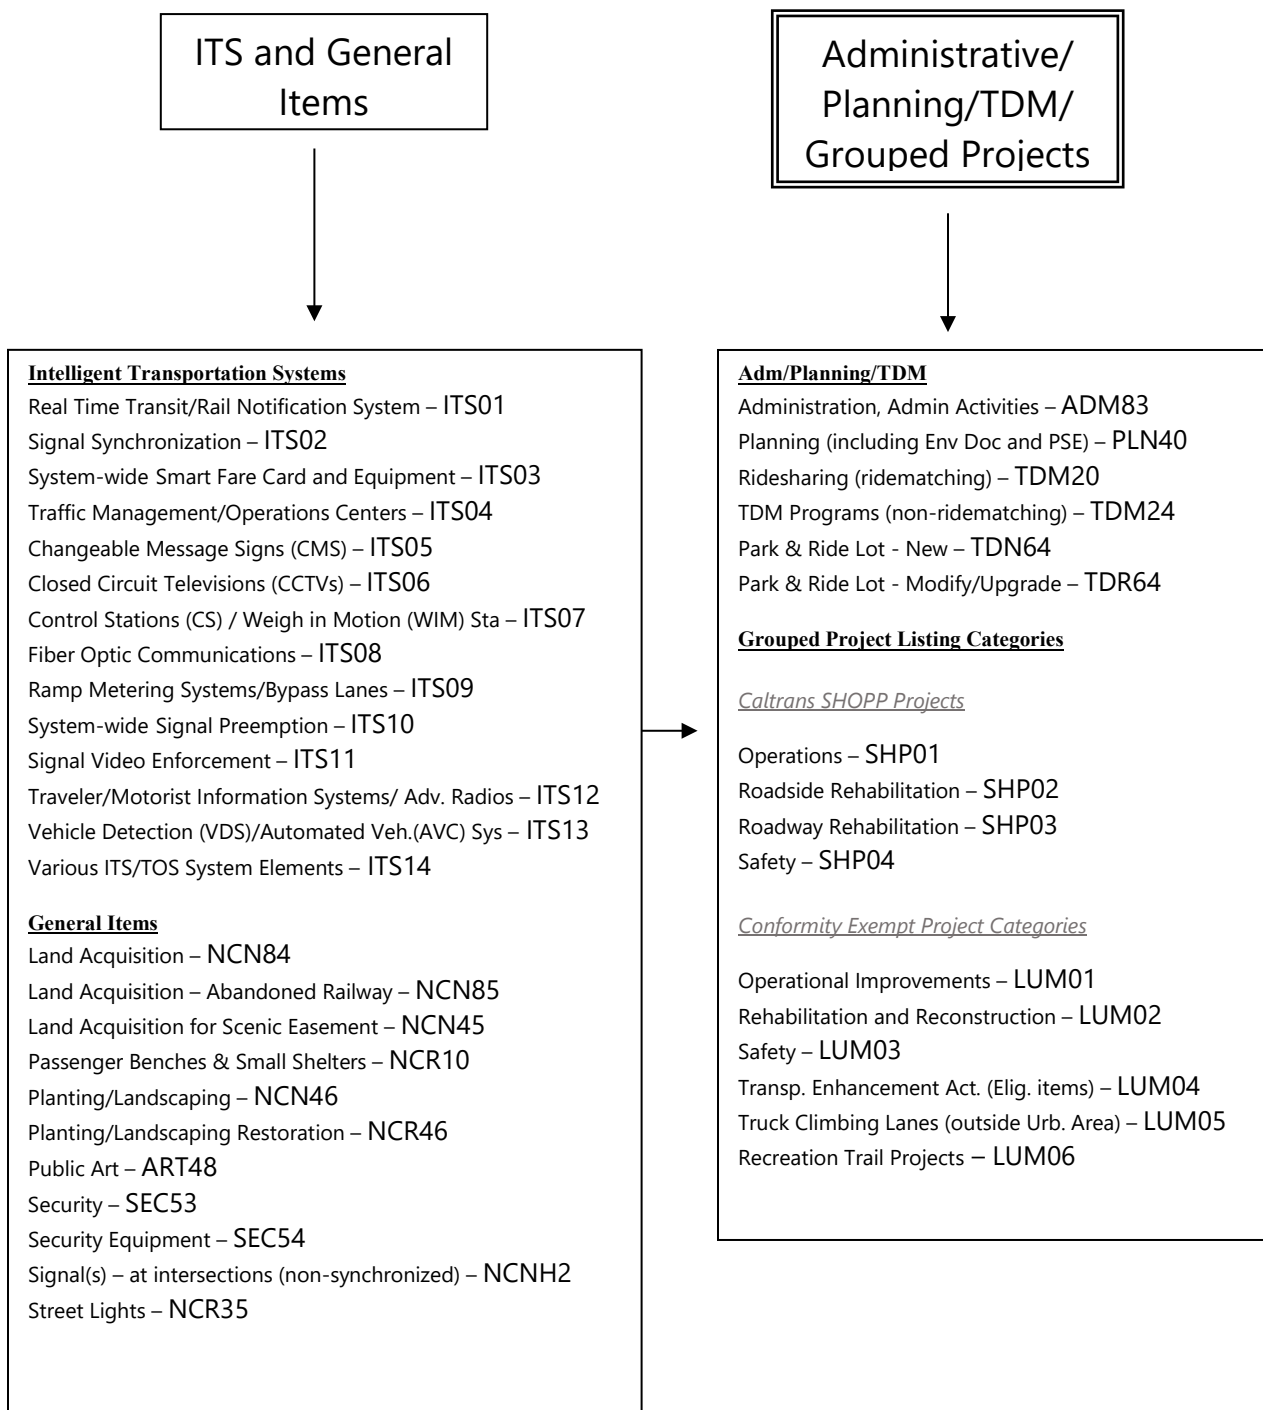 ITS and General
Items
Administrative/
Planning/TDM/
Grouped Projects
Intelligent Transportation Systems
Real Time Transit/Rail Notification System – ITS01
Signal Synchronization – ITS02
System-wide Smart Fare Card and Equipment – ITS03
Traffic Management/Operations Centers – ITS04
Changeable Message Signs (CMS) – ITS05
Closed Circuit Televisions (CCTVs) – ITS06
Control Stations (CS) / Weigh in Motion (WIM) Sta – ITS07
Fiber Optic Communications – ITS08
Ramp Metering Systems/Bypass Lanes – ITS09
System-wide Signal Preemption – ITS10
Signal Video Enforcement – ITS11
Traveler/Motorist Information Systems/ Adv. Radios – ITS12
Vehicle Detection (VDS)/Automated Veh.(AVC) Sys – ITS13
Various ITS/TOS System Elements – ITS14
General Items
Land Acquisition – NCN84
Land Acquisition – Abandoned Railway – NCN85
Land Acquisition for Scenic Easement – NCN45
Passenger Benches & Small Shelters – NCR10
Planting/Landscaping – NCN46
Planting/Landscaping Restoration – NCR46
Public Art – ART48
Security – SEC53
Security Equipment – SEC54
Signal(s) – at intersections (non-synchronized) – NCNH2
Street Lights – NCR35
Adm/Planning/TDM
Administration, Admin Activities – ADM83
Planning (including Env Doc and PSE) – PLN40
Ridesharing (ridematching) – TDM20
TDM Programs (non-ridematching) – TDM24
Park & Ride Lot - New – TDN64
Park & Ride Lot - Modify/Upgrade – TDR64
Grouped Project Listing Categories
Caltrans SHOPP Projects
Operations – SHP01
Roadside Rehabilitation – SHP02
Roadway Rehabilitation – SHP03
Safety – SHP04
Conformity Exempt Project Categories
Operational Improvements – LUM01
Rehabilitation and Reconstruction – LUM02
Safety – LUM03
Transp. Enhancement Act. (Elig. items) – LUM04
Truck Climbing Lanes (outside Urb. Area) – LUM05
Recreation Trail Projects – LUM06